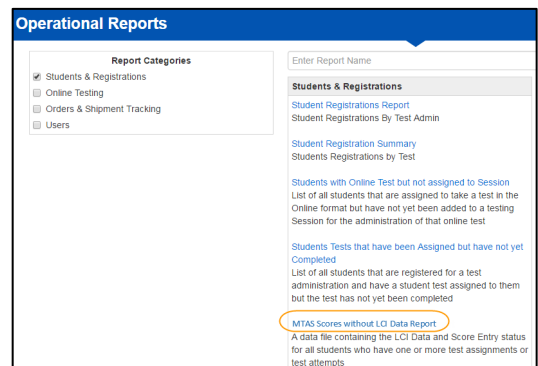 Operational Reports
Report Categories
Students & Registrations
Online Testing
Orders & Shipment Tracking
Users
Enter Report Name
Students & Registrations
Student Registrations Report
Student Registrations By Test Admin
Student Registration Summary
Students Registrations by Test
Students with Online Test but not assigned to Session
List of all students that are assigned to take a test in the
Online format but have not yet been added to a testing
Session for the administration of that online test
Students Tests that have been Assigned but have not yet
Completed
List of all students that are registered for a test
administration and have a student test assigned to them
but the test has not yet been completed
MTAS Scores without LCI Data Report
A data file containing the LCI Data and Score Entry status
for all students who have one or more test assignments or
test attempts